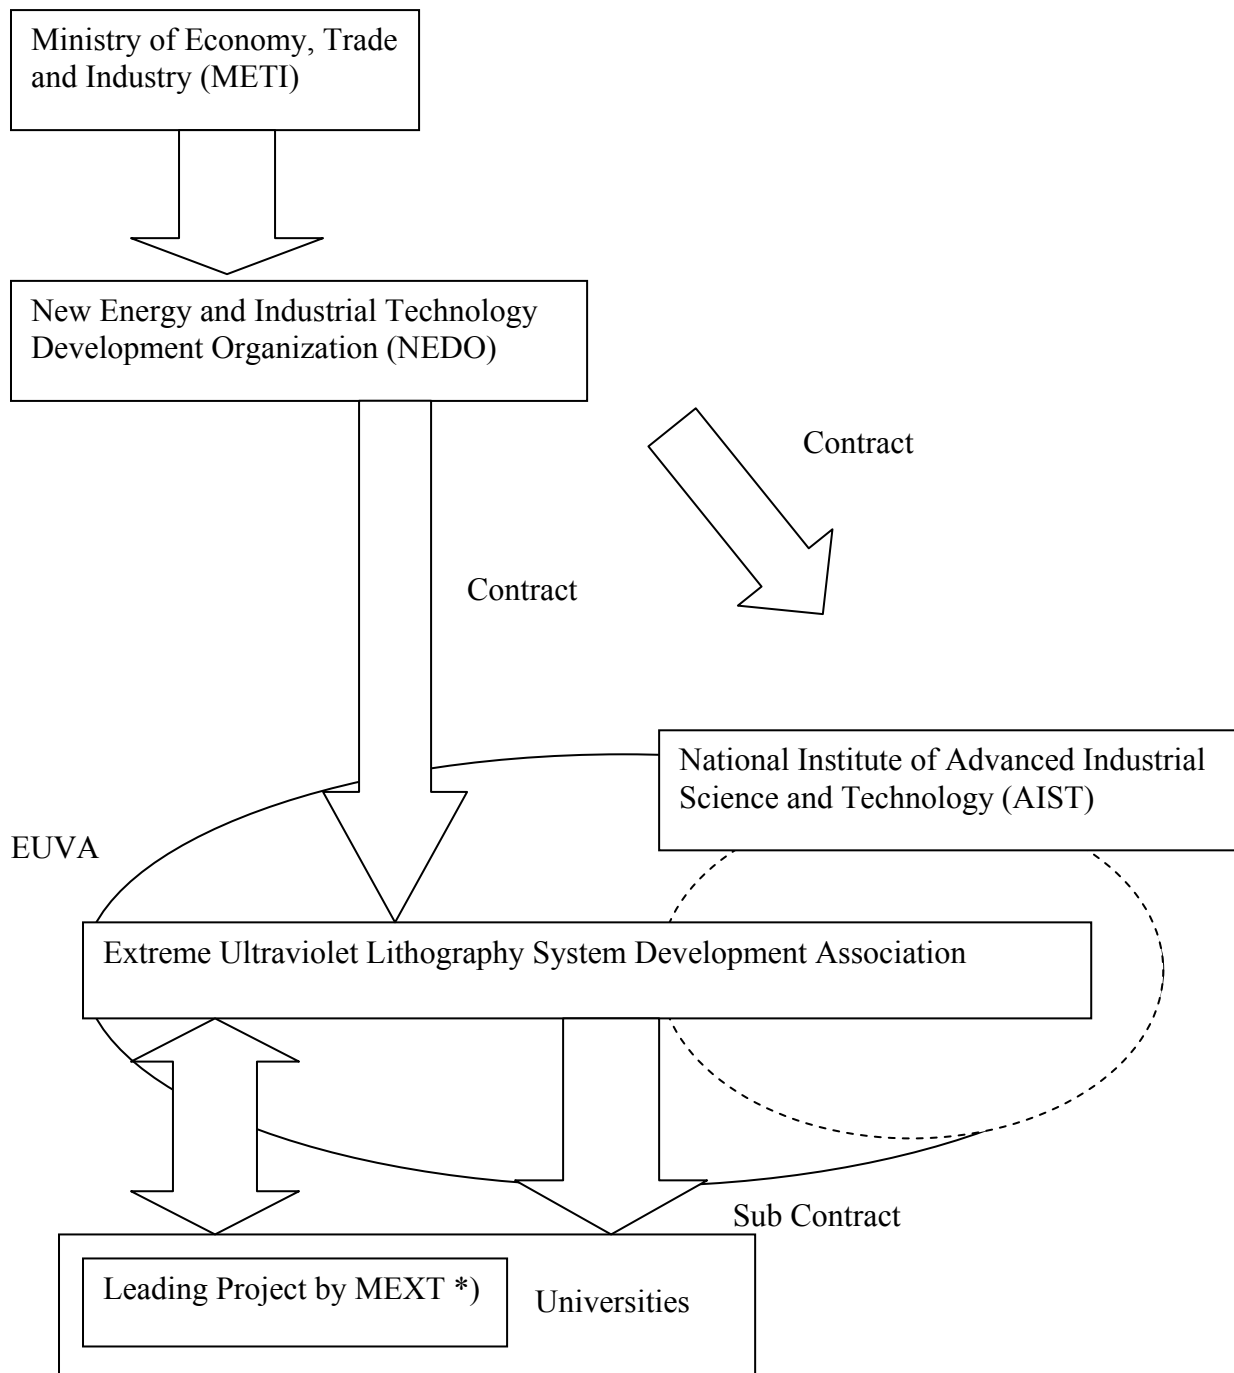 Ministry of Economy, Trade
and Industry (METI)
New Energy and Industrial Technology
Development Organization (NEDO)
Contract
Contract
National Institute of Advanced Industrial
Science and Technology (AIST)
EUVA
Extreme Ultraviolet Lithography System Development Association
Sub Contract
Leading Project by MEXT *)
Universities